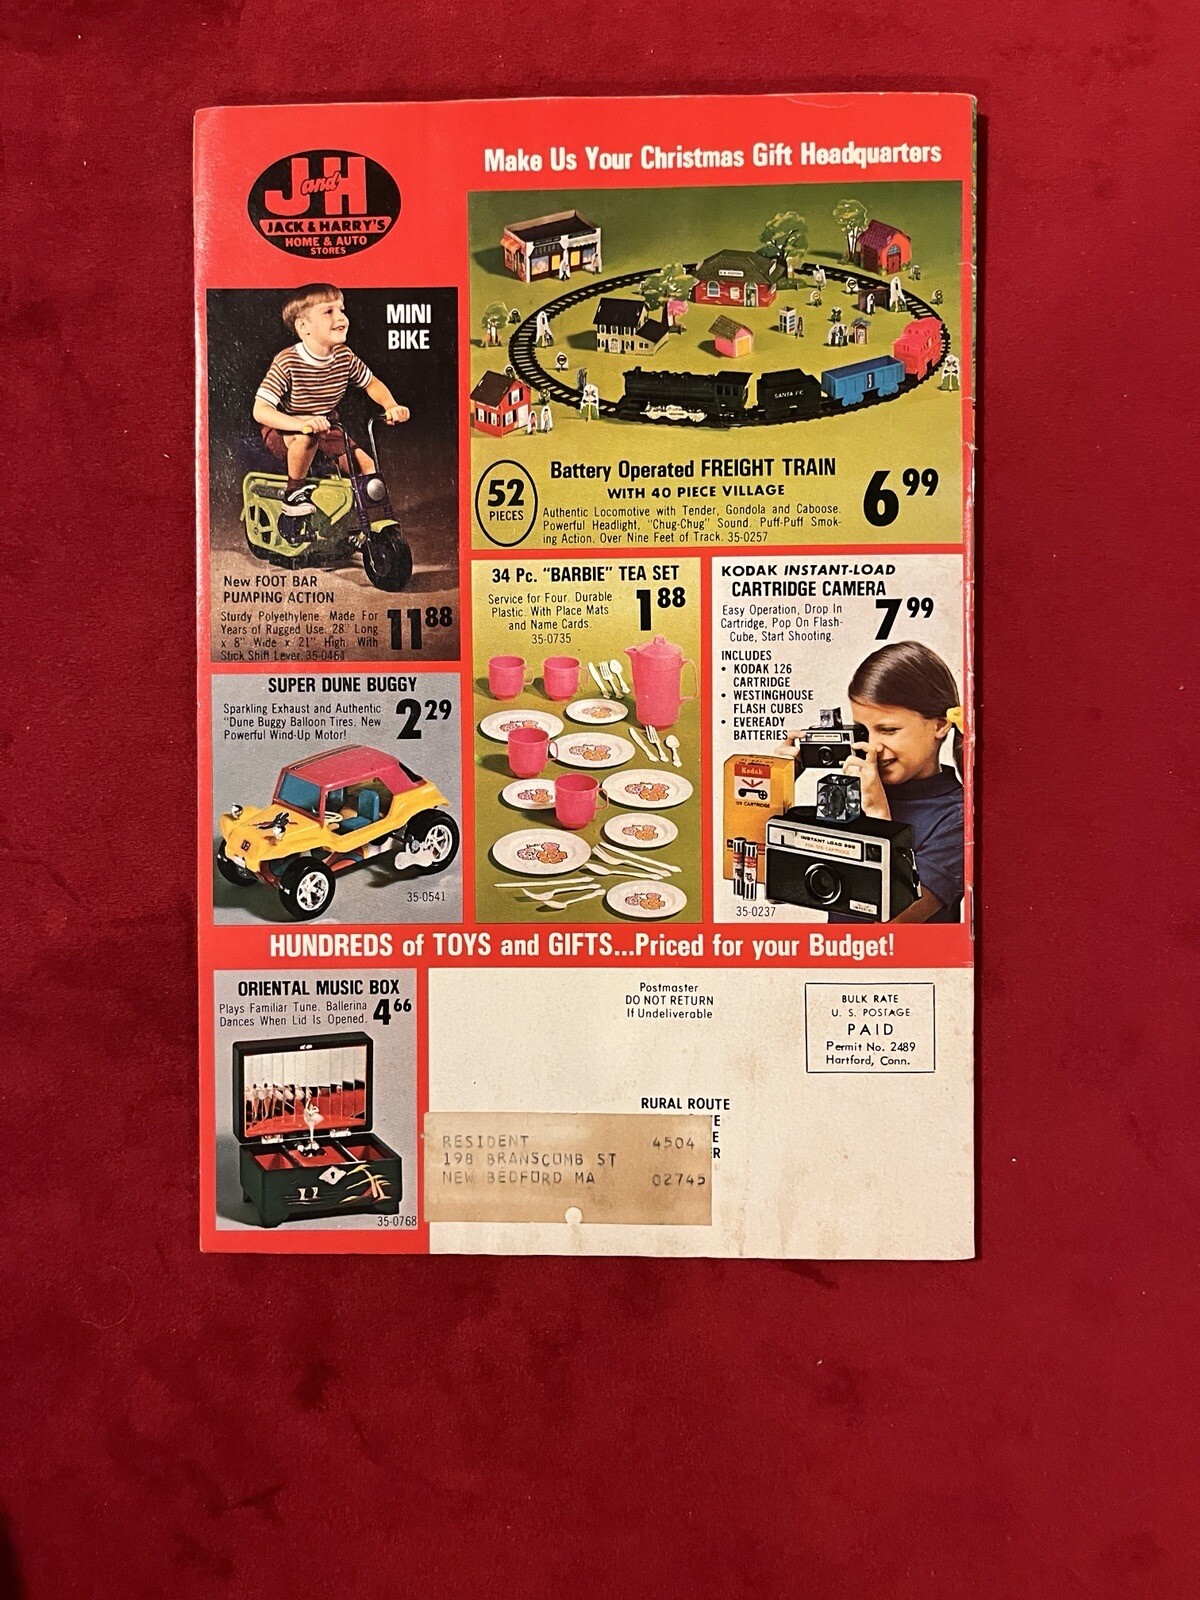 J and H
JACK & HARRY'S
HOME & AUTO
STORES
Make Us Your Christmas Gift Headquarters
MINI
BIKE
New FOOT BAR
PUMPING ACTION
Sturdy Polyethylene. Made For
Years of Rugged Use. 28" Long
x 8" Wide x 21" High. With
Stick Shift Lever. 35-0464
11 88
SANTA FE
52
PIECES
Battery Operated FREIGHT TRAIN
WITH 40 PIECE VILLAGE
Authentic Locomotive with Tender, Gondola and Caboose.
Powerful Headlight, "Chug-Chug" Sound. Puff-Puff Smok-
ing Action. Over Nine Feet of Track. 35-0257
6 99
34 Pc. "BARBIE" TEA SET
Service for Four. Durable
Plastic. With Place Mats
and Name Cards.
35-0735
1 88
KODAK INSTANT-LOAD
CARTRIDGE CAMERA
Easy Operation, Drop In
Cartridge, Pop On Flash-
Cube, Start Shooting.
7 99
INCLUDES
• KODAK 126
CARTRIDGE
• WESTINGHOUSE
FLASH CUBES
• EVEREADY
BATTERIES
Kodak
126 CARTRIDGE
INSTANT LOAD
35-0237
SUPER DUNE BUGGY
Sparkling Exhaust and Authentic
"Dune Buggy Balloon Tires. New
Powerful Wind-Up Motor!
2 29
35-0541
HUNDREDS of TOYS and GIFTS...Priced for your Budget!
ORIENTAL MUSIC BOX
Plays Familiar Tune. Ballerina
Dances When Lid Is Opened.
4 66
35-0768
Postmaster
DO NOT RETURN
If Undeliverable
BULK RATE
U. S. POSTAGE
PAID
Permit No. 2489
Hartford, Conn.
RURAL ROUTE
RESIDENT 4504
198 BRANSCOMB ST
NEW BEDFORD MA 02745